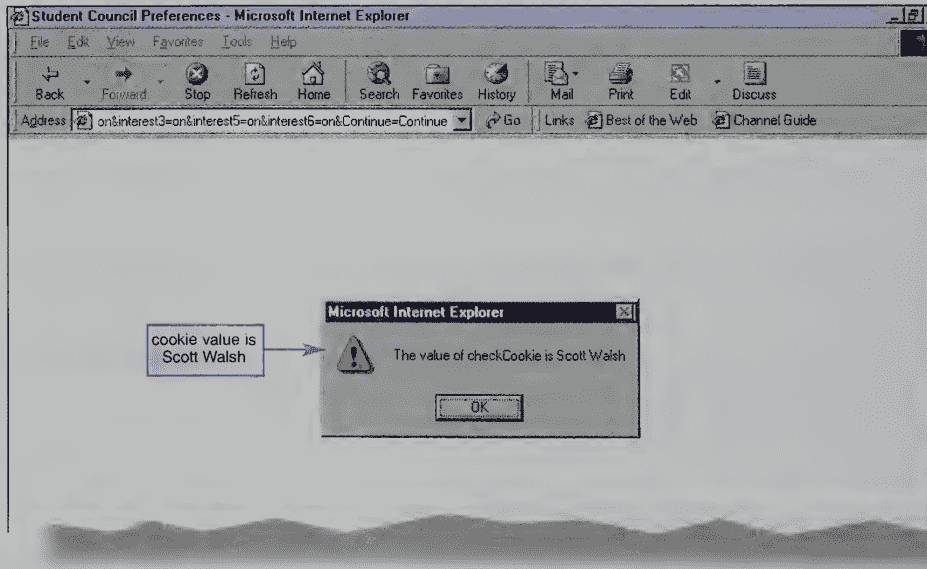 Student Council Preferences - Microsoft Internet Explorer
File Edit View Favorites Tools Help
Back Forward Stop Refresh Home Search Favorites History Mail Print Edit Discuss
Address on&interest3=on&interest5=on&interest6=on&Continue=Continue Go Links Best of the Web Channel Guide
Microsoft Internet Explorer
cookie value is
Scott Walsh
The value of checkCookie is Scott Walsh
OK